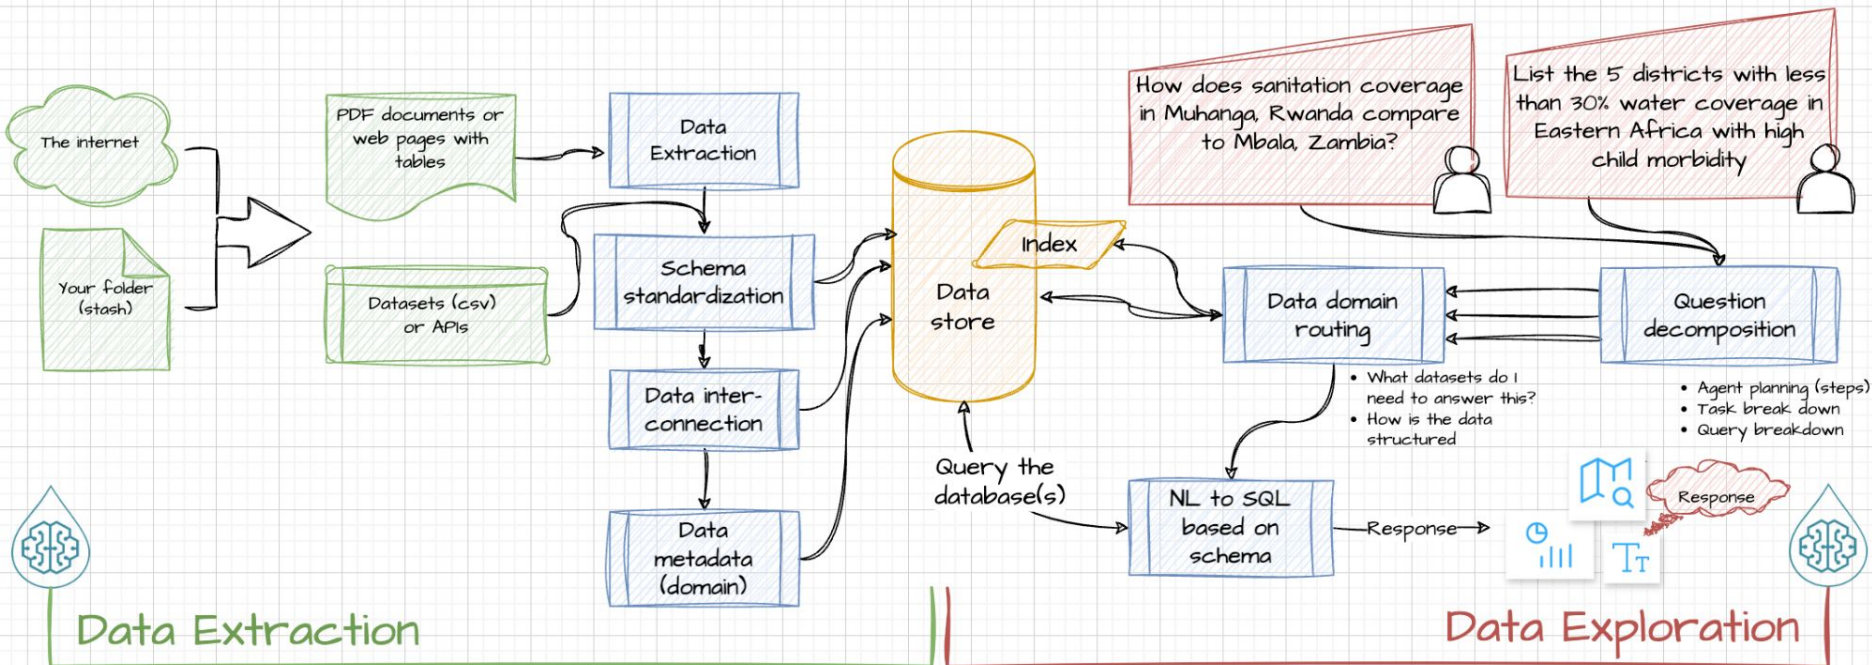 The internet
Your folder
(stash)
PDF documents or
web pages with
tables
Datasets (csv)
or APIs
Data
Extraction
Schema
standardization
Data inter-
connection
Data
metadata
(domain)
Data
store
Index
How does sanitation coverage
in Muhanga, Rwanda compare
to Mbala, Zambia?
List the 5 districts with less
than 30% water coverage in
Eastern Africa with high
child morbidity
Data domain
routing
• What datasets do I
need to answer this?
• How is the data
structured
Question
decomposition
• Agent planning (steps)
• Task break down
• Query breakdown
Query the
database(s)
NL to SQL
based on
schema
Response
Response
TT
Data Extraction
Data Exploration